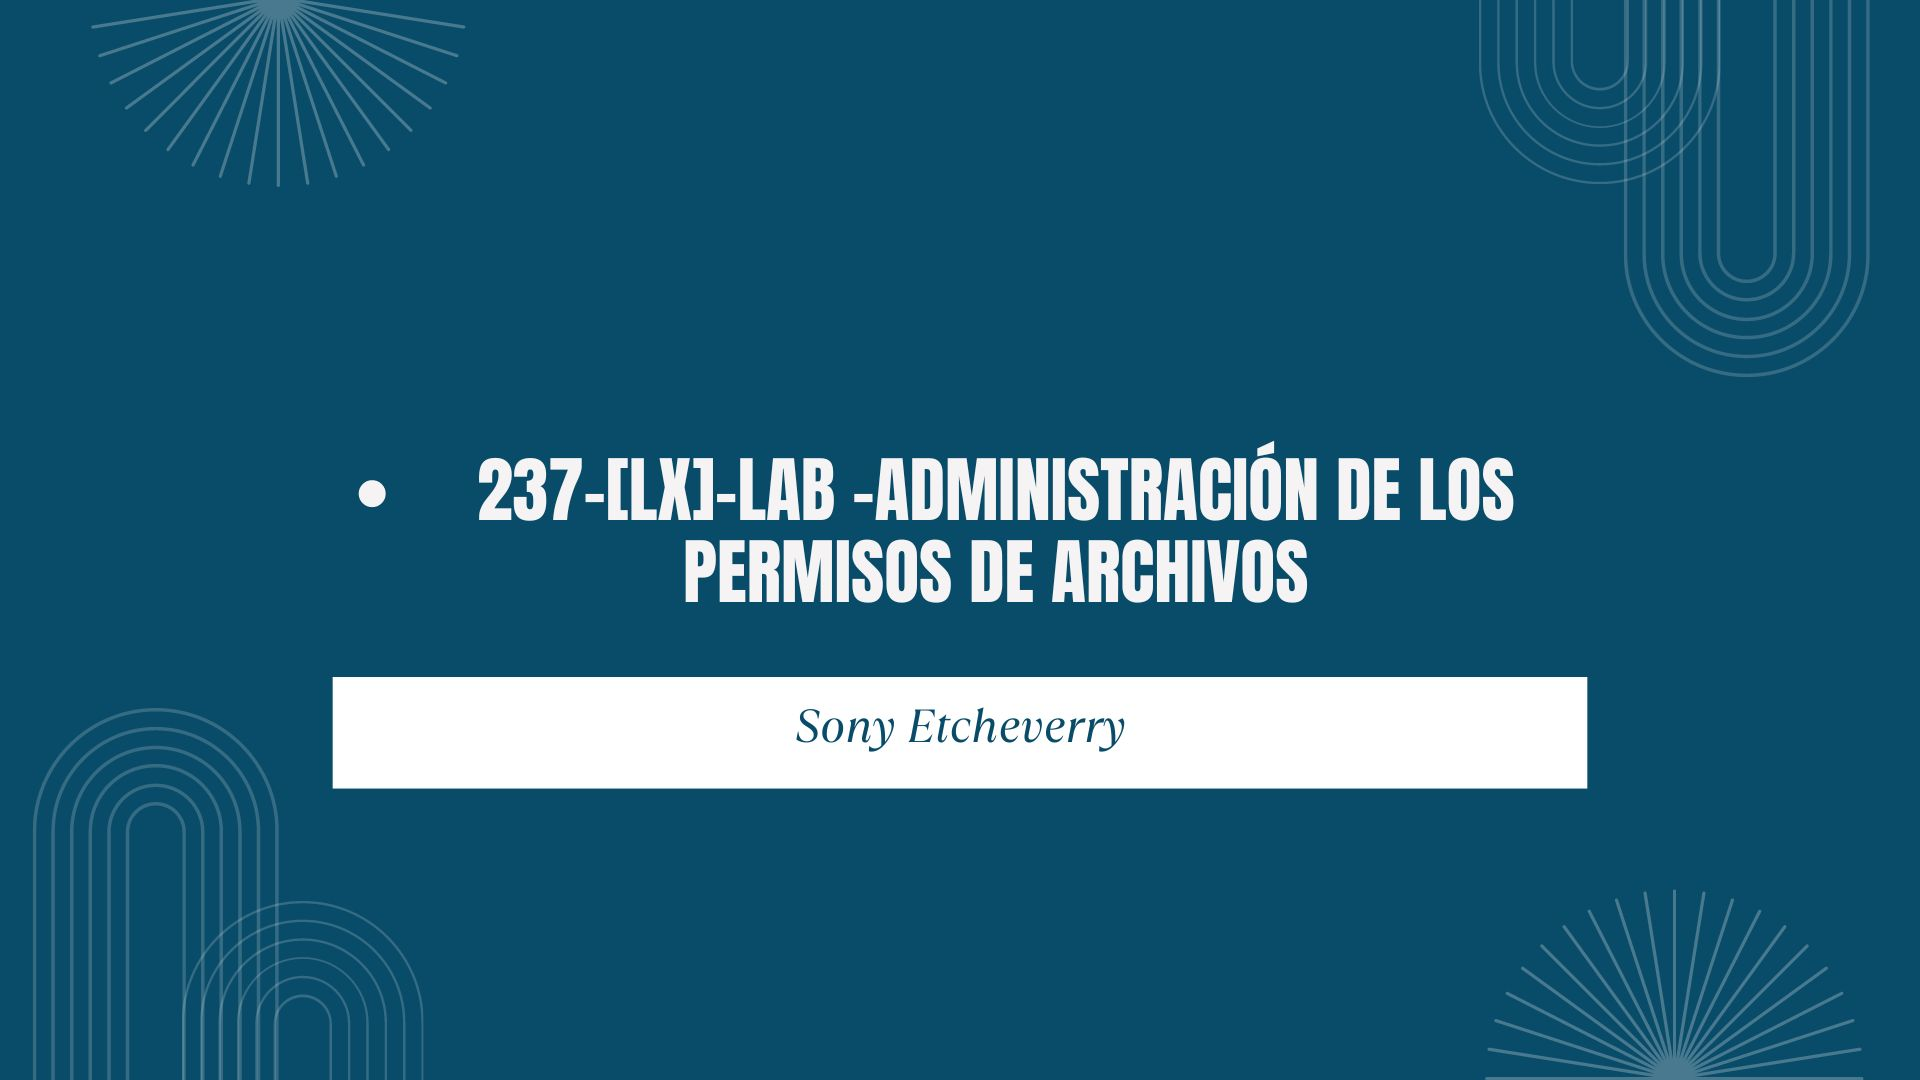 • 237-[LX]-LAB -ADMINISTRACIÓN DE LOS
PERMISOS DE ARCHIVOS
Sony Etcheverry